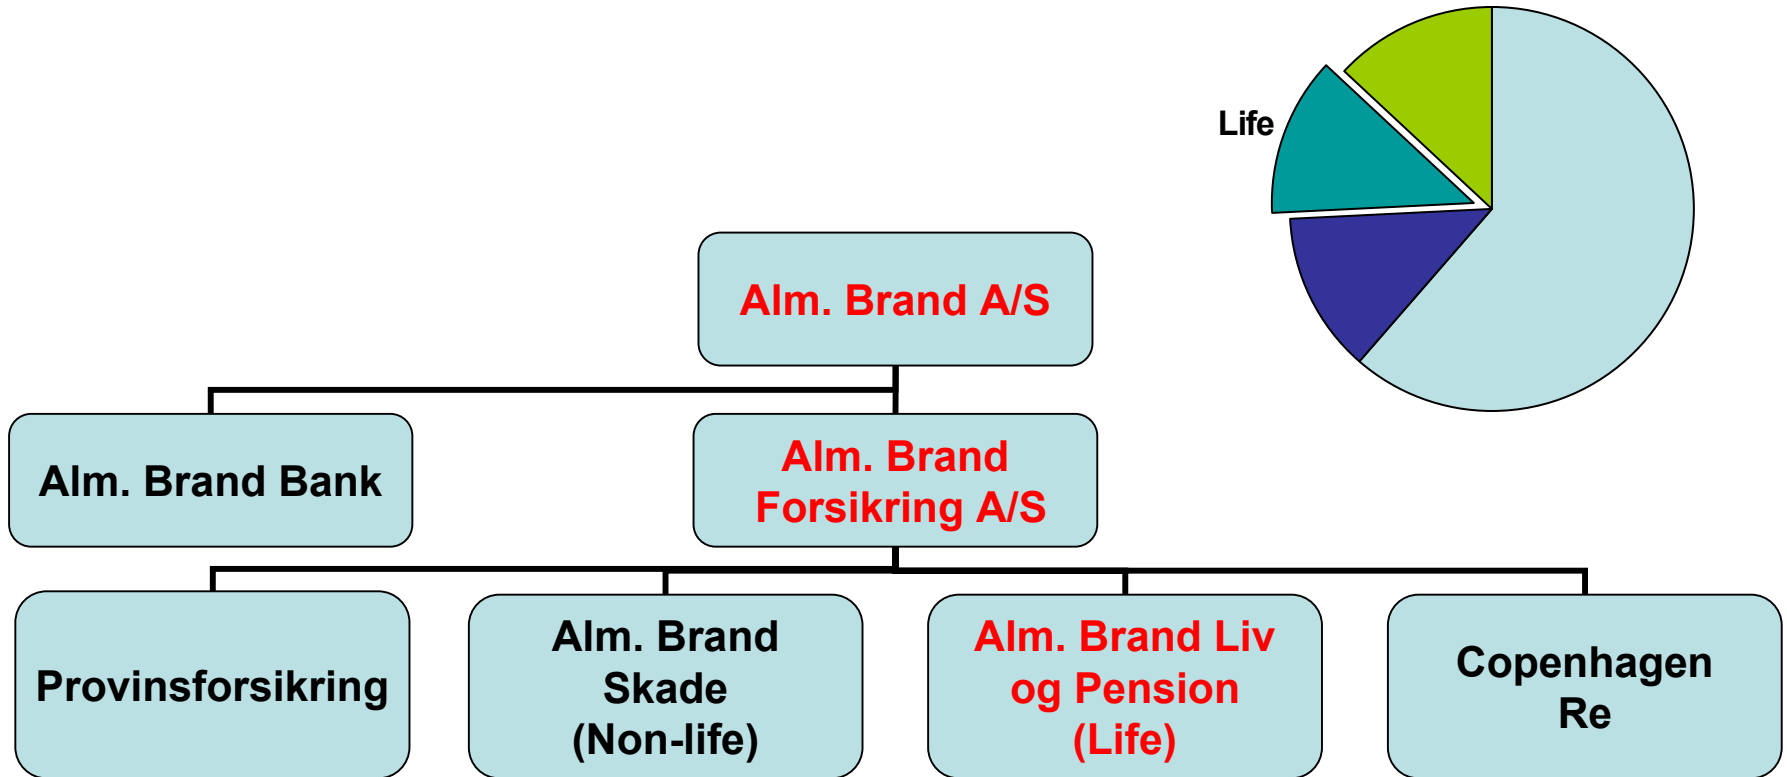 Life
Alm. Brand A/S
Alm. Brand Bank
Alm. Brand
Forsikring A/S
Provinsforsikring
Alm. Brand
Skade
(Non-life)
Alm. Brand Liv
og Pension
(Life)
Copenhagen
Re